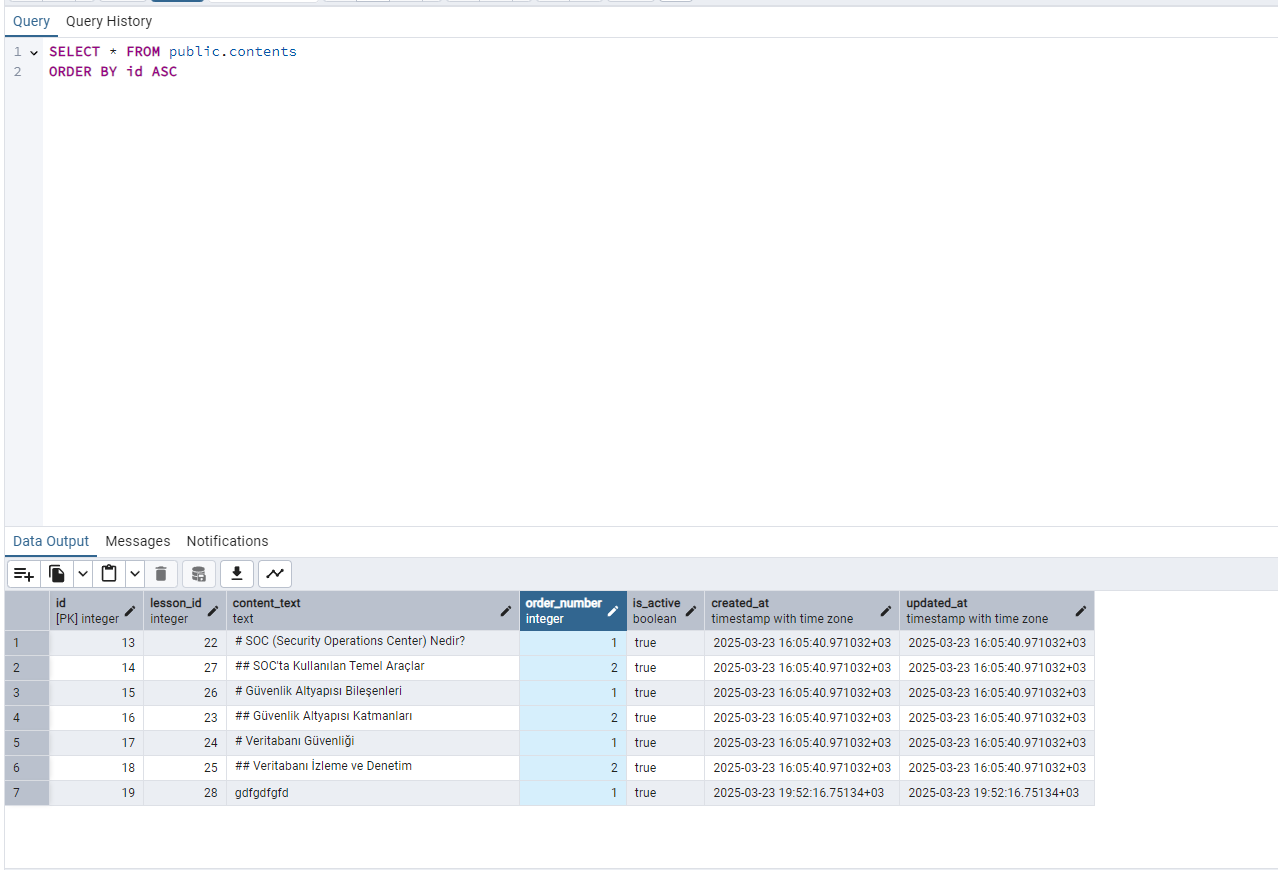 Query Query History
1 SELECT * FROM public.contents
2 ORDER BY id ASC
Data Output Messages Notifications
id lesson_id content_text order_number is_active created_at updated_at
[PK] integer integer text integer boolean timestamp with time zone timestamp with time zone
1 13 22 # SOC (Security Operations Center) Nedir? 1 true 2025-03-23 16:05:40.971032+03 2025-03-23 16:05:40.971032+03
2 14 27 ## SOC'ta Kullanılan Temel Araçlar 2 true 2025-03-23 16:05:40.971032+03 2025-03-23 16:05:40.971032+03
3 15 26 # Güvenlik Altyapısı Bileşenleri 1 true 2025-03-23 16:05:40.971032+03 2025-03-23 16:05:40.971032+03
4 16 23 ## Güvenlik Altyapısı Katmanları 2 true 2025-03-23 16:05:40.971032+03 2025-03-23 16:05:40.971032+03
5 17 24 # Veritabanı Güvenliği 1 true 2025-03-23 16:05:40.971032+03 2025-03-23 16:05:40.971032+03
6 18 25 ## Veritabanı İzleme ve Denetim 2 true 2025-03-23 16:05:40.971032+03 2025-03-23 16:05:40.971032+03
7 19 28 gdfgdfgfd 1 true 2025-03-23 19:52:16.75134+03 2025-03-23 19:52:16.75134+03